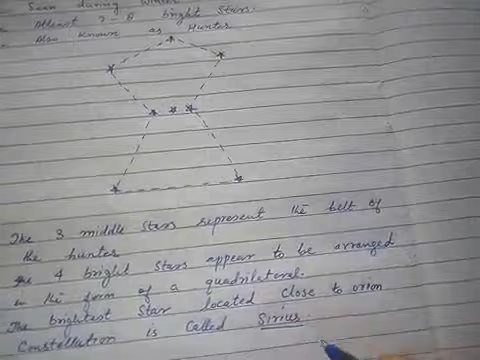 Seen during
Atleast 7-8 bright stars.
Also known as Hunter
The 3 middle stars represent the belt of
the hunter
the 4 bright stars appear to be arranged
in the form of a quadrilateral.
The brightest star located close to orion
Constellation is called Sirius.